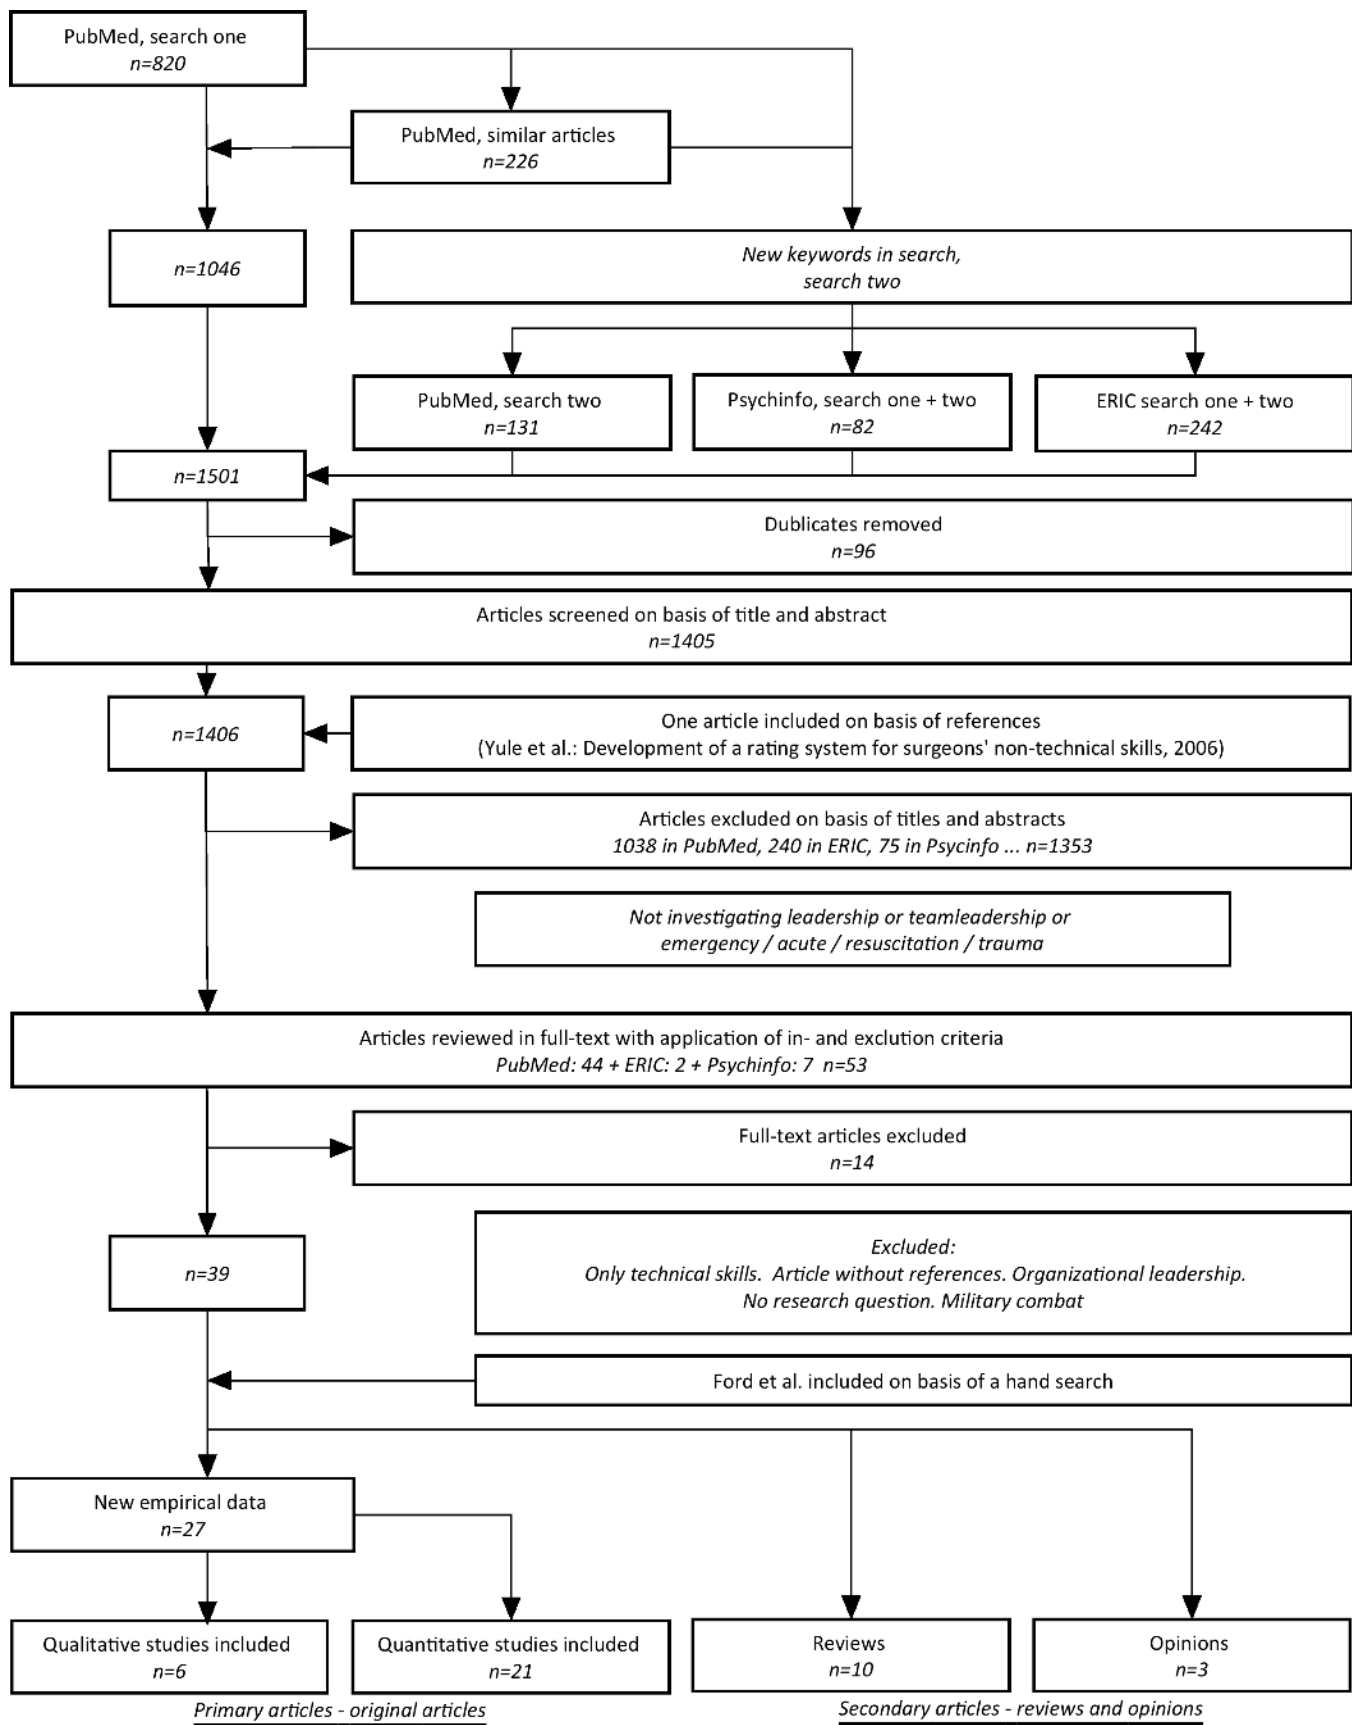 PubMed, search one
n=820
PubMed, similar articles
n=226
n=1046
New keywords in search,
search two
PubMed, search two
n=131
Psychinfo, search one + two
n=82
ERIC search one + two
n=242
n=1501
Dublicates removed
n=96
Articles screened on basis of title and abstract
n=1405
n=1406
One article included on basis of references
(Yule et al.: Development of a rating system for surgeons' non-technical skills, 2006)
Articles excluded on basis of titles and abstracts
1038 in PubMed, 240 in ERIC, 75 in Psycinfo ... n=1353
Not investigating leadership or teamleadership or
emergency / acute / resuscitation / trauma
Articles reviewed in full-text with application of in- and exclution criteria
PubMed: 44 + ERIC: 2 + Psychinfo: 7 n=53
Full-text articles excluded
n=14
n=39
Excluded:
Only technical skills. Article without references. Organizational leadership.
No research question. Military combat
Ford et al. included on basis of a hand search
New empirical data
n=27
Qualitative studies included
n=6
Quantitative studies included
n=21
Reviews
n=10
Opinions
n=3
Primary articles - original articles
Secondary articles - reviews and opinions